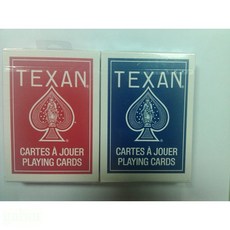 TEXAN
CARTES À JOUER
PLAYING CARDS
TEXAN
CARTES À JOUER
PLAYING CARDS